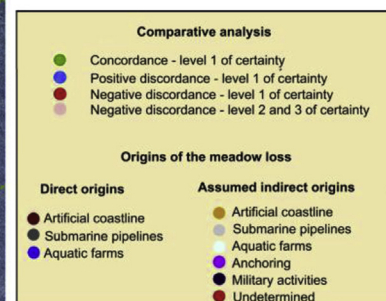 Comparative analysis
Concordance - level 1 of certainty
Positive discordance - level 1 of certainty
Negative discordance - level 1 of certainty
Negative discordance - level 2 and 3 of certainty
Origins of the meadow loss
Direct origins
Artificial coastline
Submarine pipelines
Aquatic farms
Assumed indirect origins
Artificial coastline
Submarine pipelines
Aquatic farms
Anchoring
Military activities
Undetermined